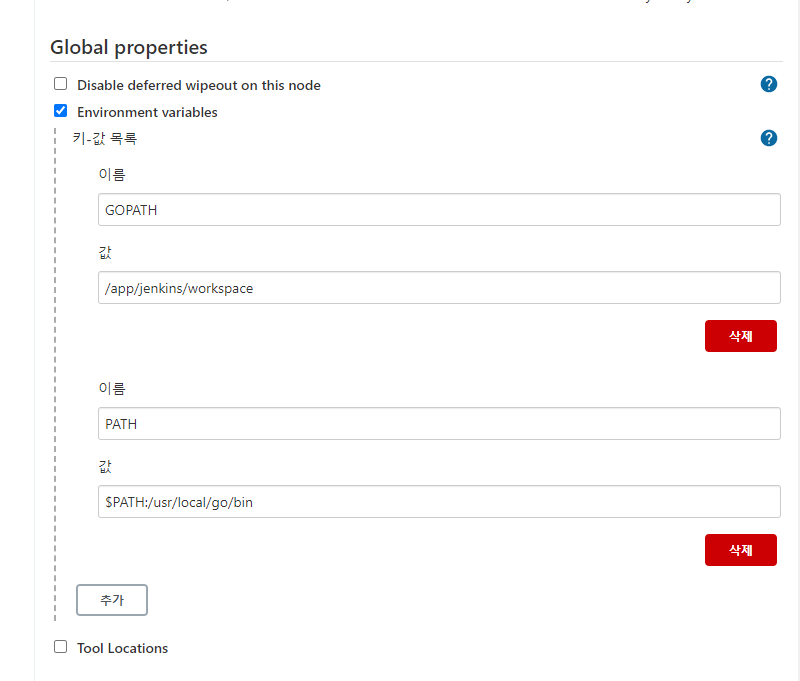 Global properties
Disable deferred wipeout on this node
?
Environment variables
키-값 목록
?
이름
GOPATH
값
/app/jenkins/workspace
삭제
이름
PATH
값
$PATH:/usr/local/go/bin
삭제
추가
Tool Locations